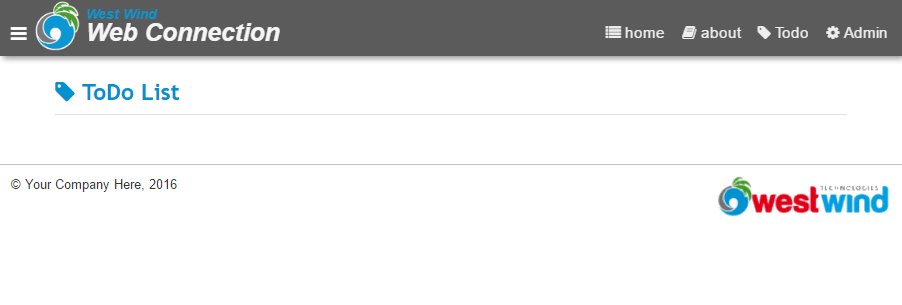 West Wind
Web Connection
home about Todo Admin
ToDo List
© Your Company Here, 2016
TECHNOLOGIES
westwind